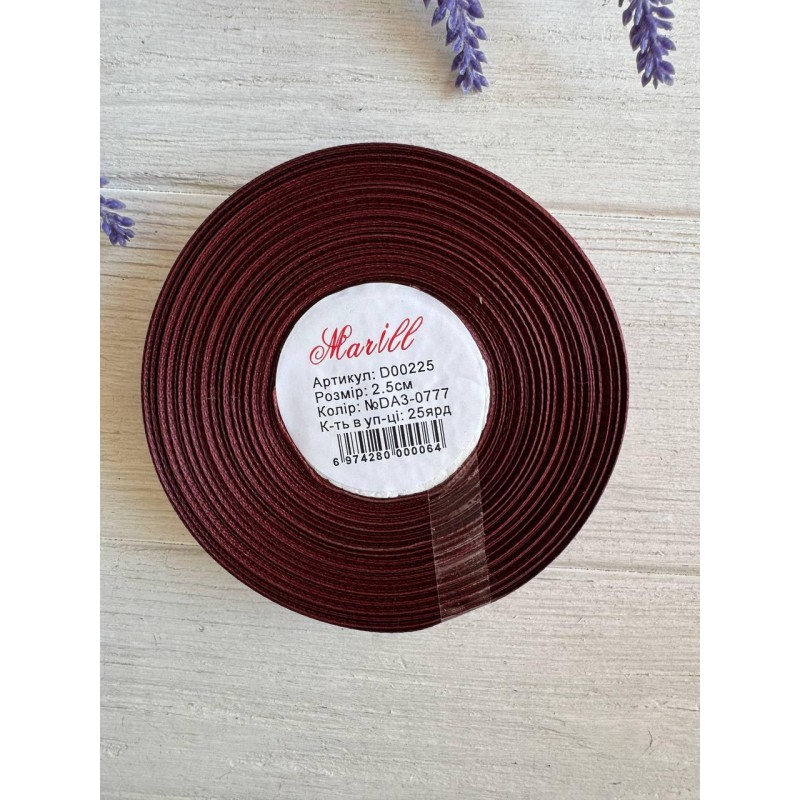 Marill
Артикул: D00225
Розмір: 2.5см
Колір: №DA3-0777
К-ть в уп-ці: 25ярд
6 974280 000064